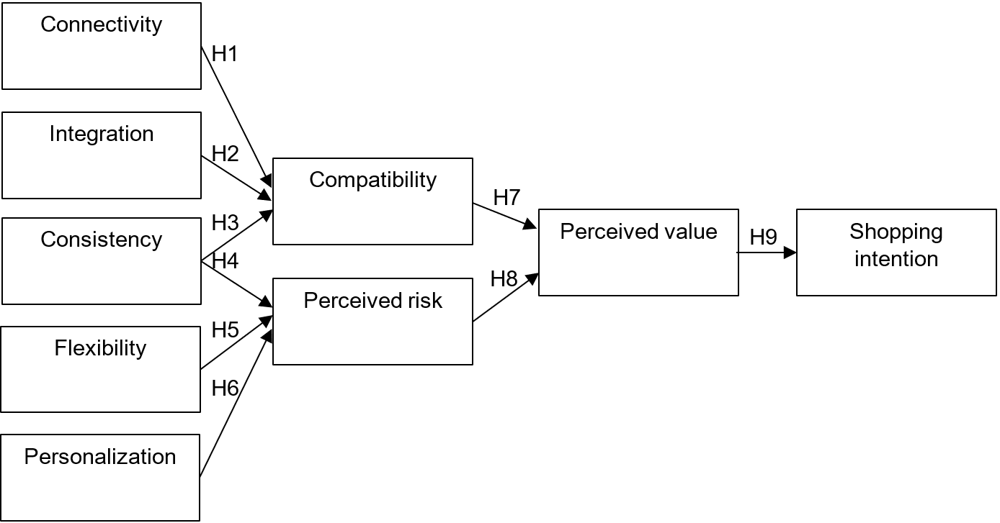 Connectivity
H1
Integration
H2
Compatibility
H7
Consistency
H3
H4
Perceived value
H9
Shopping
intention
Perceived risk
H8
Flexibility
H5
H6
Personalization